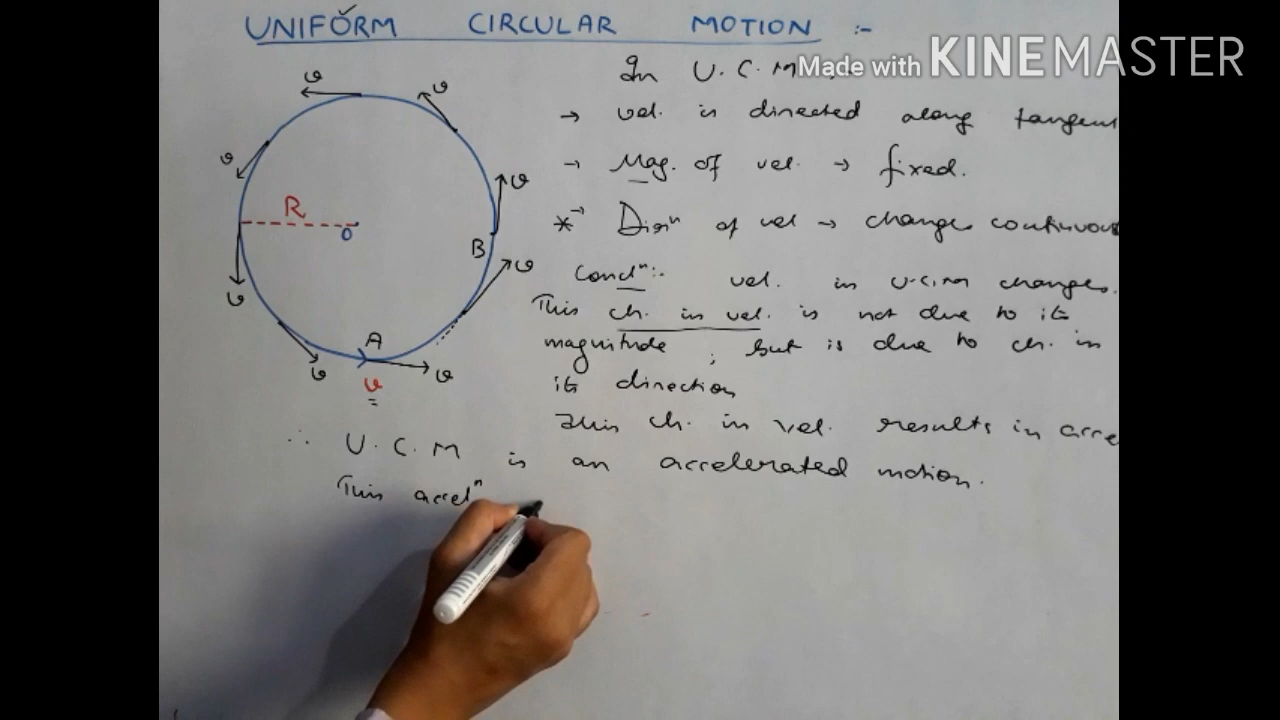 UNIFORM CIRCULAR MOTION :-
Made with KINEMASTER
In U.C.M
→ vel. is directed along tangent
→ Mag. of vel. → fixed.
*→ Dirnⁿ of vel → changes continuous
Conclⁿ:- vel. in U.C.M changes.
This ch. in vel. is not due to its
magnitude ; but is due to ch. in
its direction
This ch. in vel. results in acce
∴ U.C.M is an accelerated motion.
This accelⁿ
v
v
v
v
v
v
v
v
v
R
O
B
A
v